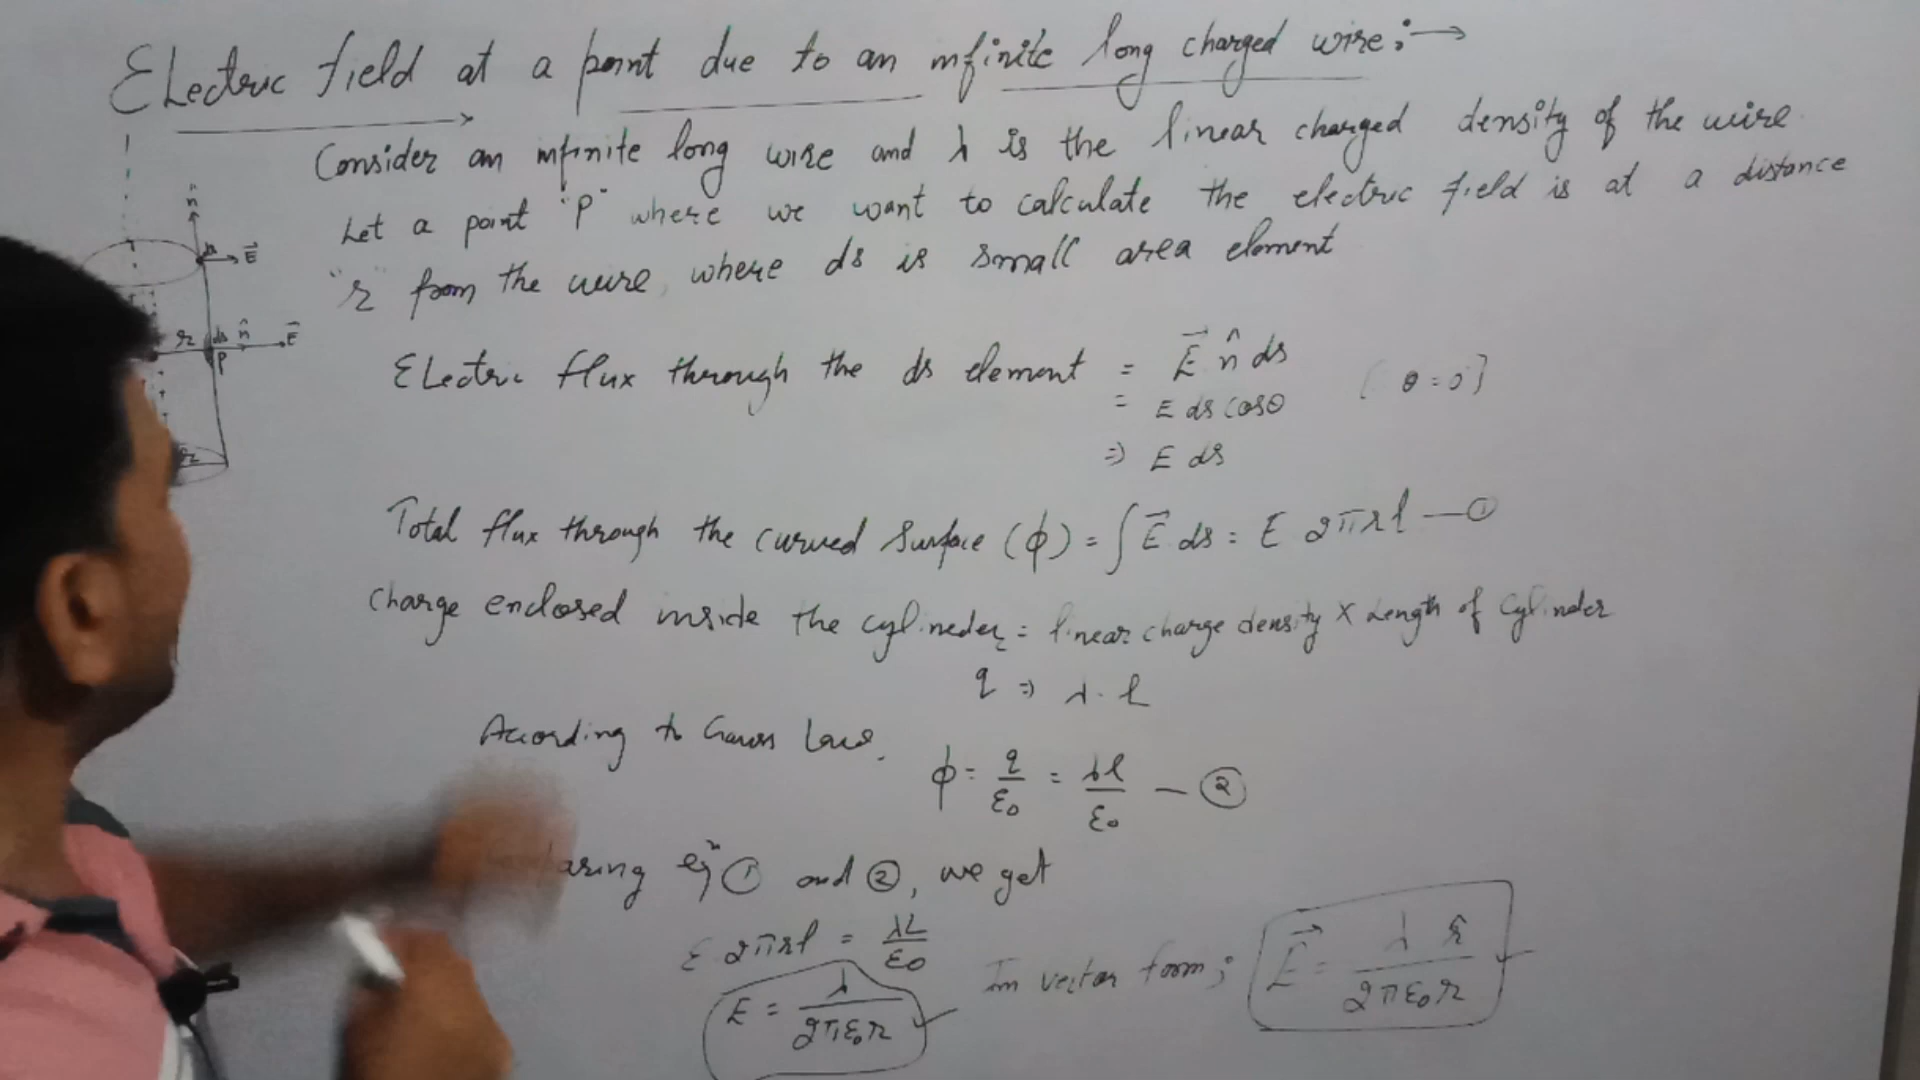 Electric field at a point due to an infinite long charged wire:→
Consider an infinite long wire and λ is the linear charged density of the wire.
Let a point "P" where we want to calculate the electric field is at a distance
"r" from the wire, where ds is small area element
n̂
E⃗
r ds n̂ E⃗
P
r
Electric flux through the ds element = E⃗ n̂ ds
= E ds cosθ [θ = 0°]
⇒ E ds
Total flux through the curved surface (ϕ) = ∫E⃗ ds = E 2πrl — ①
charge enclosed inside the cylineder = linear charge density × Length of cylinder
q ⇒ λ. l
According to Gauss Law,
ϕ = q/ε₀ = λl/ε₀ — ②
eqⁿ ① and ②, we get
E 2πrl = λL/ε₀
E = λ/2πε₀r
In vector form; E⃗ = λ r̂/2πε₀r